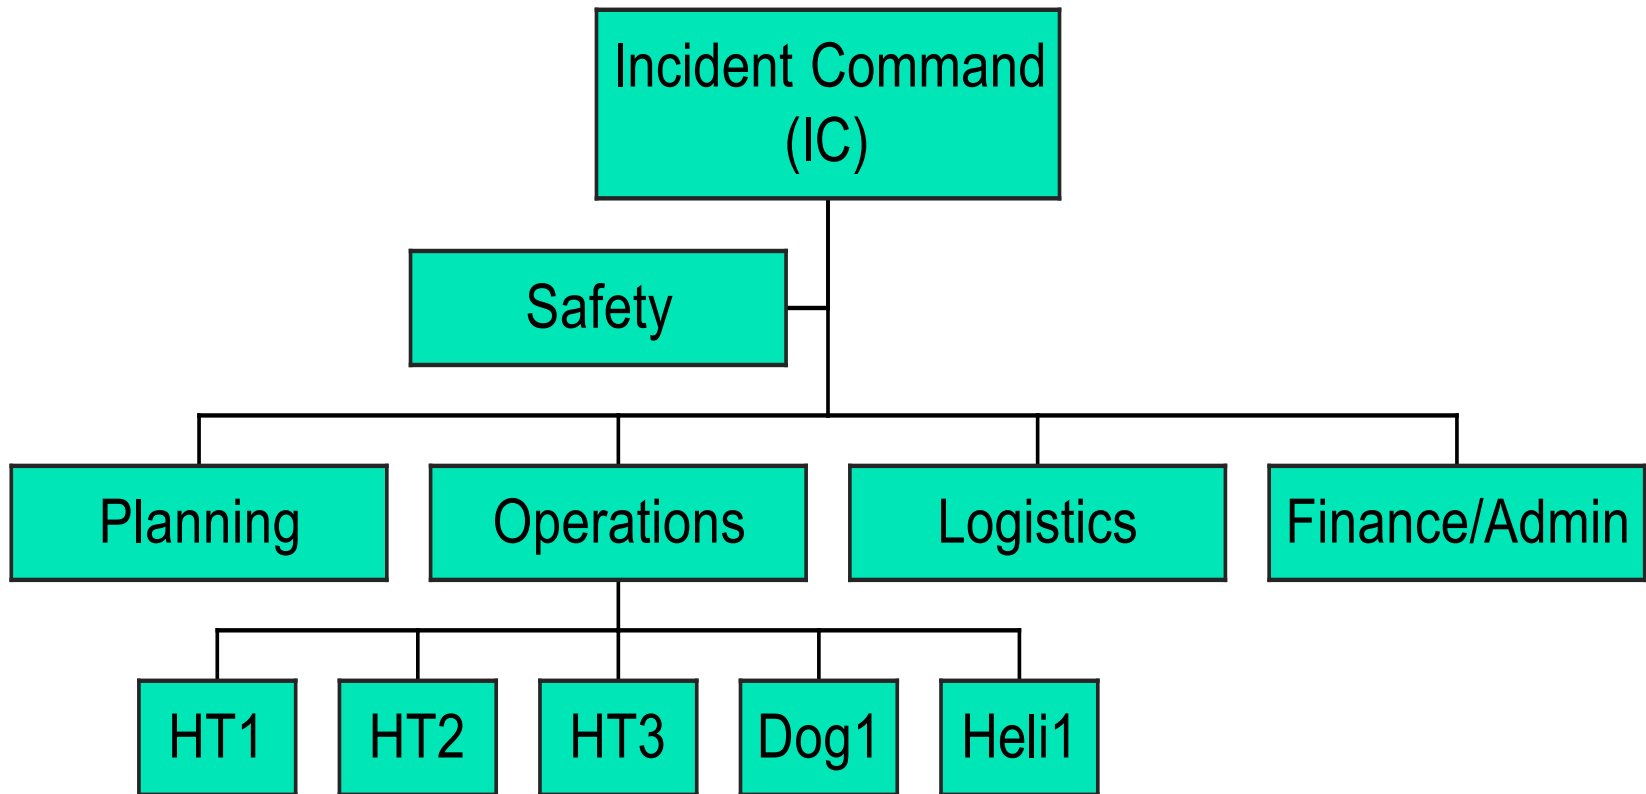 Incident Command
(IC)
Safety
Planning
Operations
Logistics
Finance/Admin
HT1
HT2
HT3
Dog1
Heli1